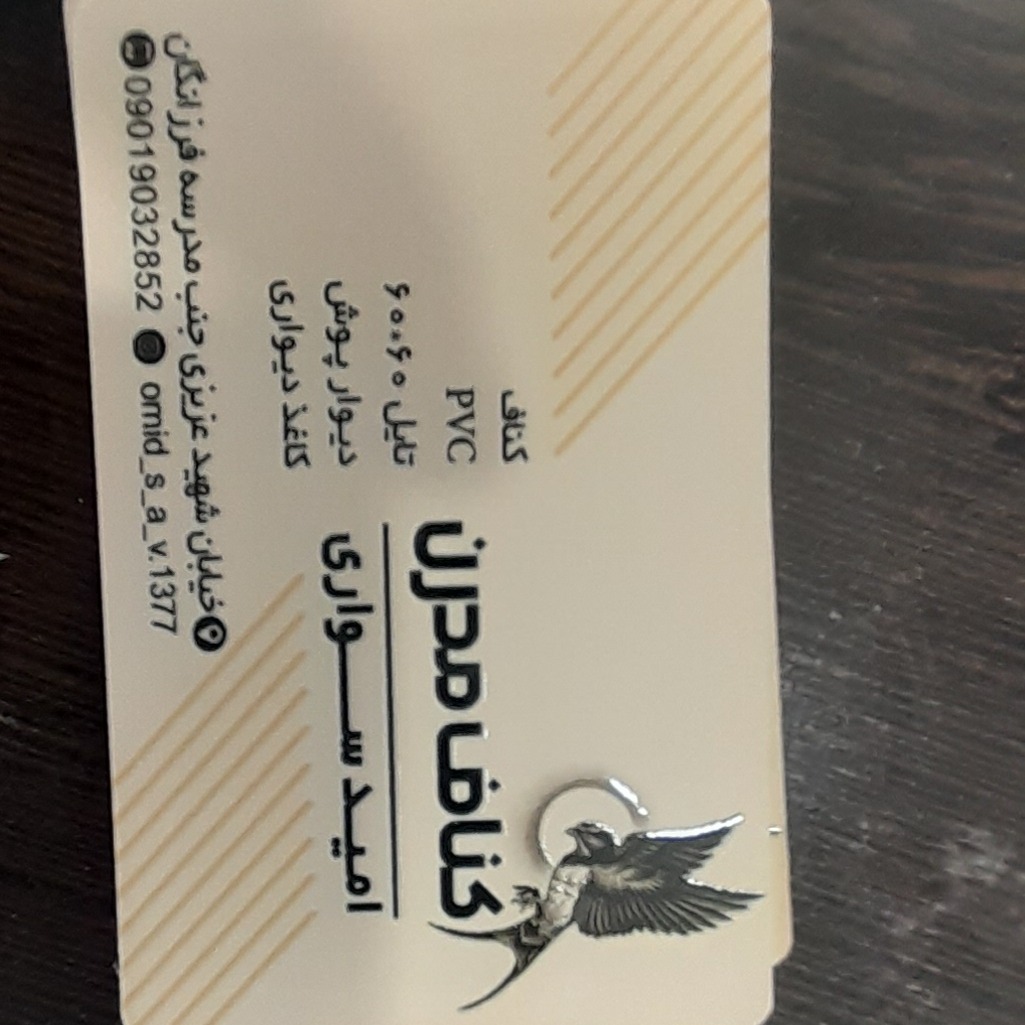 کناف مدرن
امید سواری
کناف
PVC
تایل ۶۰*۶۰
دیوار پوش
کاغذ دیواری
خیابان شهید عزیزی جنب مدرسه فرزانگان
09019032852 omid_s_a_v.1377